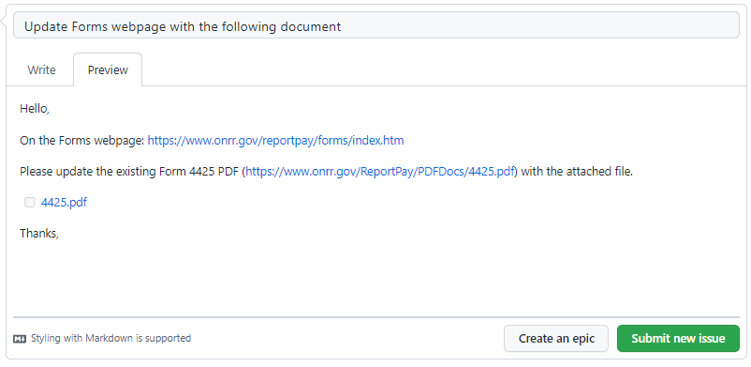 Update Forms webpage with the following document
Write Preview
Hello,
On the Forms webpage: https://www.onrr.gov/reportpay/forms/index.htm
Please update the existing Form 4425 PDF (https://www.onrr.gov/ReportPay/PDFDocs/4425.pdf) with the attached file.
4425.pdf
Thanks,
Styling with Markdown is supported
Create an epic Submit new issue